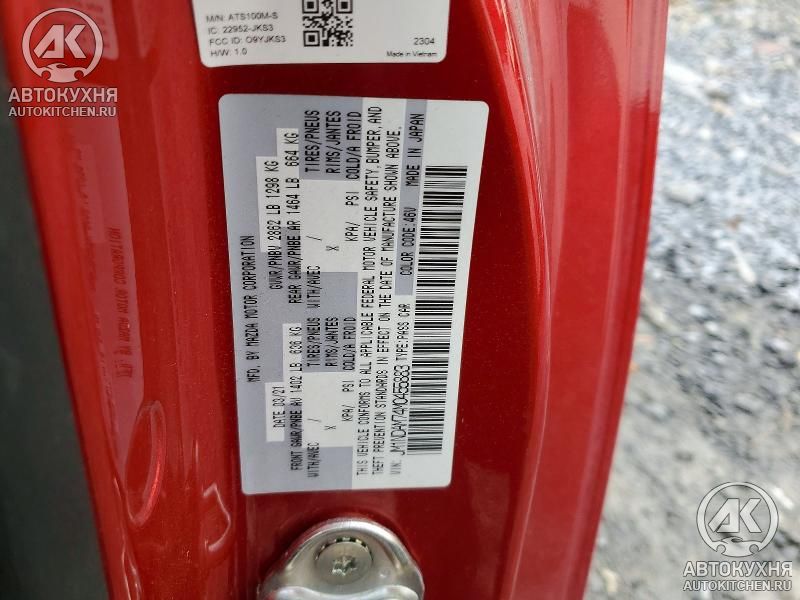 M/N: ATS100M-S
IC: 22952-JKS3
FCC ID: O9YJKS3
H/W: 1.0
2304
Made in Vietnam
MFD. BY MAZDA MOTOR CORPORATION
DATE 03/21 GVWR/PNBV 2862 LB 1298 KG
FRONT GAWR/PNBE AV 1402 LB 636 KG REAR GAWR/PNBE AR 1464 LB 664 KG
WITH/AVEC / TIRES/PNEUS WITH/AVEC / TIRES/PNEUS
X RIMS/JANTES X RIMS/JANTES
KPA/ PSI COLD/A FROID KPA/ PSI COLD/A FROID
THIS VEHICLE CONFORMS TO ALL APPLICABLE FEDERAL MOTOR VEHICLE SAFETY, BUMPER, AND
THEFT PREVENTION STANDARDS IN EFFECT ON THE DATE OF MANUFACTURE SHOWN ABOVE.
VIN: JM1NDAM74M0455883 TYPE:PASS CAR COLOR CODE:46V MADE IN JAPAN
АК
АВТОКУХНЯ
AUTOKITCHEN.RU
АК
АВТОКУХНЯ
AUTOKITCHEN.RU